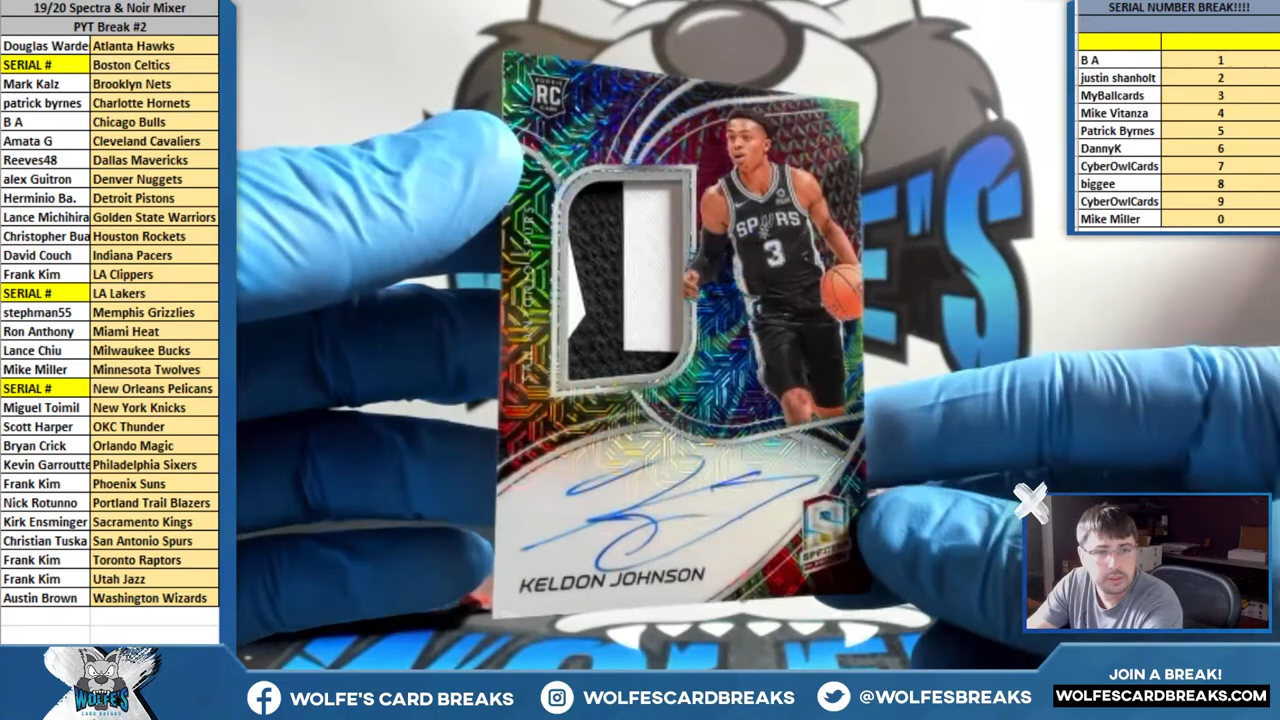 19/20 Spectra & Noir Mixer
PYT Break #2
Douglas Warde Atlanta Hawks
SERIAL # Boston Celtics
Mark Kalz Brooklyn Nets
patrick byrnes Charlotte Hornets
B A Chicago Bulls
Amata G Cleveland Cavaliers
Reeves48 Dallas Mavericks
alex Guitron Denver Nuggets
Herminio Ba. Detroit Pistons
Lance Michihira Golden State Warriors
Christopher Bua Houston Rockets
David Couch Indiana Pacers
Frank Kim LA Clippers
SERIAL # LA Lakers
stephman55 Memphis Grizzlies
Ron Anthony Miami Heat
Lance Chiu Milwaukee Bucks
Mike Miller Minnesota Twolves
SERIAL # New Orleans Pelicans
Miguel Toimil New York Knicks
Scott Harper OKC Thunder
Bryan Crick Orlando Magic
Kevin Garroutte Philadelphia Sixers
Frank Kim Phoenix Suns
Nick Rotunno Portland Trail Blazers
Kirk Ensminger Sacramento Kings
Christian Tuska San Antonio Spurs
Frank Kim Toronto Raptors
Frank Kim Utah Jazz
Austin Brown Washington Wizards
SERIAL NUMBER BREAK!!!!
B A 1
justin shanholt 2
MyBallcards 3
Mike Vitanza 4
Patrick Byrnes 5
DannyK 6
CyberOwlCards 7
biggee 8
CyberOwlCards 9
Mike Miller 0
RC
SAN ANTONIO SPURS
SPURS
3
KELDON JOHNSON
SPECTRA
WOLFE'S
CARD BREAKS
WOLFE'S CARD BREAKS
WOLFESCARDBREAKS
@WOLFESBREAKS
JOIN A BREAK!
WOLFESCARDBREAKS.COM